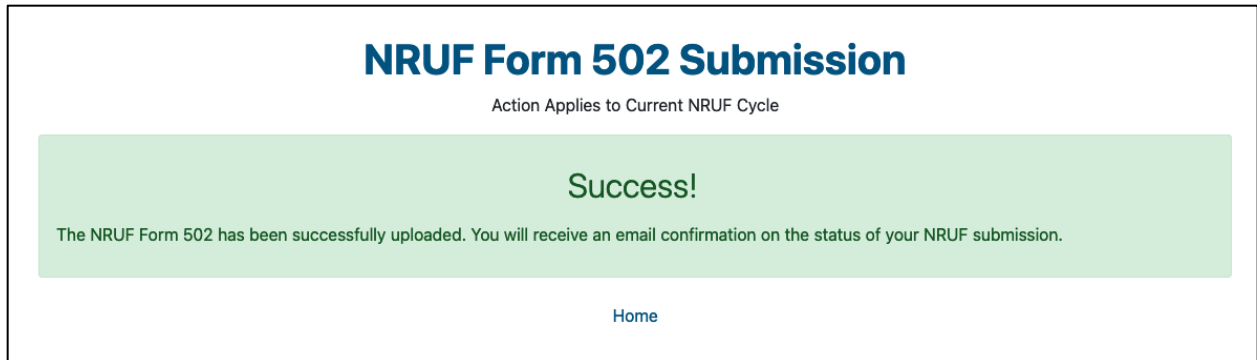 NRUF Form 502 Submission
Action Applies to Current NRUF Cycle
Success!
The NRUF Form 502 has been successfully uploaded. You will receive an email confirmation on the status of your NRUF submission.
Home